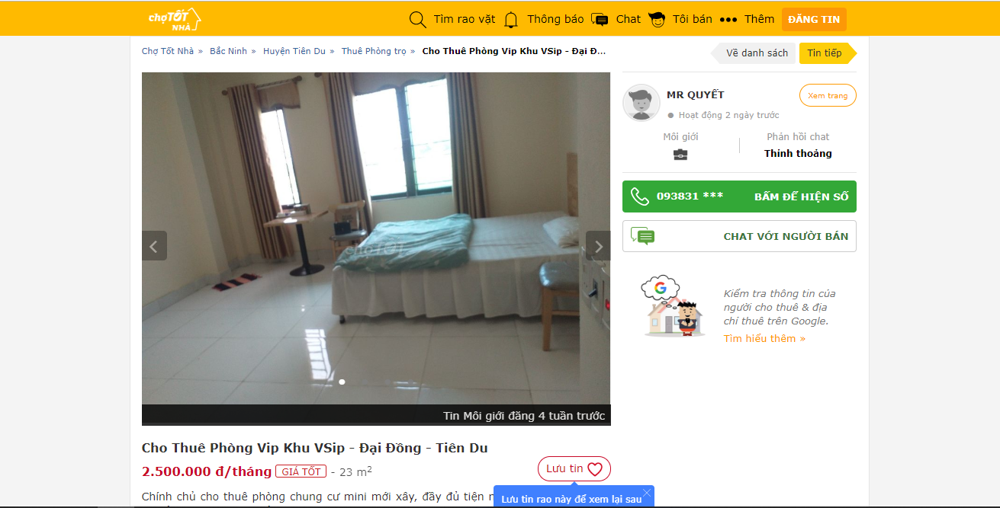 chợTỐT
NHÀ
Tìm rao vặt
Thông báo
Chat
Tôi bán
Thêm
ĐĂNG TIN
Chợ Tốt Nhà » Bắc Ninh » Huyện Tiên Du » Thuê Phòng trọ » Cho Thuê Phòng Vip Khu VSip - Đại Đ...
Về danh sách
Tin tiếp
MR QUYẾT
Xem trang
Hoạt động 2 ngày trước
Môi giới
Phản hồi chat
Thỉnh thoảng
093831 ***
BẤM ĐỂ HIỆN SỐ
CHAT VỚI NGƯỜI BÁN
G
Kiểm tra thông tin của
người cho thuê & địa
chỉ thuê trên Google.
Tìm hiểu thêm »
chợTỐT
Tin Môi giới đăng 4 tuần trước
Cho Thuê Phòng Vip Khu VSip - Đại Đồng - Tiên Du
2.500.000 đ/tháng GIÁ TỐT - 23 m²
Lưu tin
Chính chủ cho thuê phòng chung cư mini mới xây, đầy đủ tiện
Lưu tin rao này để xem lại sau